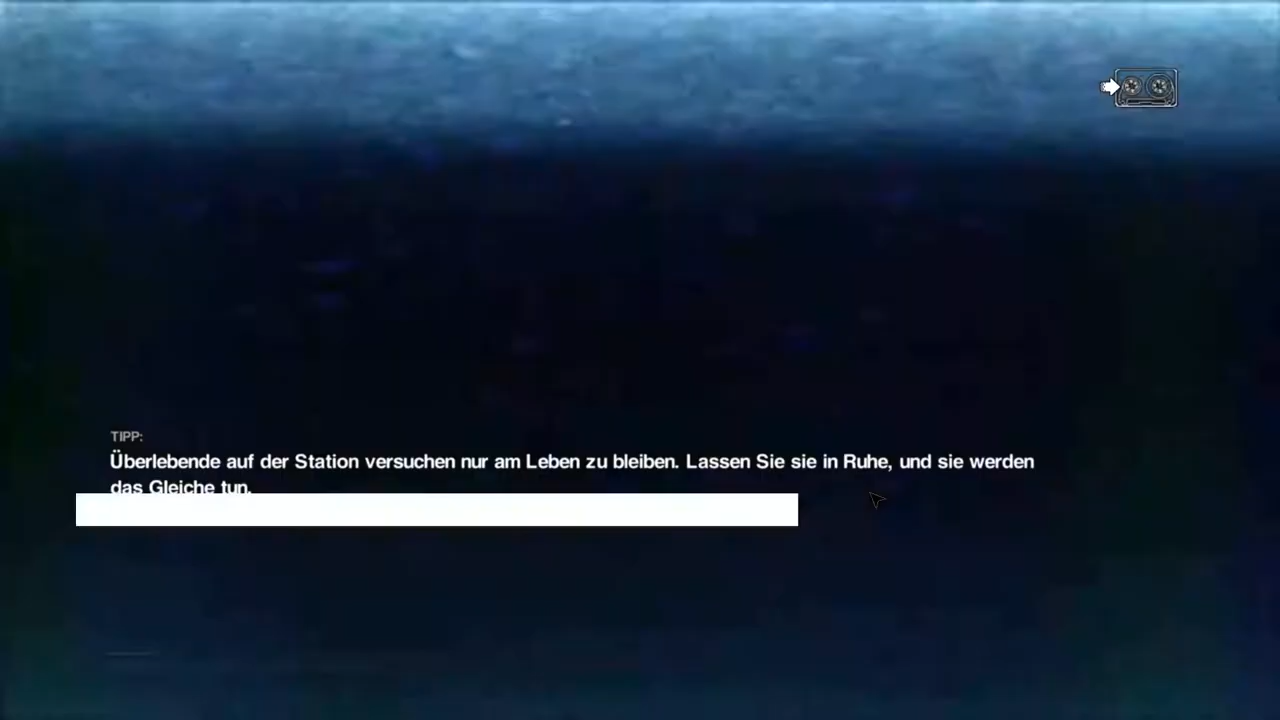 TIPP:
Überlebende auf der Station versuchen nur am Leben zu bleiben. Lassen Sie sie in Ruhe, und sie werden
das Gleiche tun.